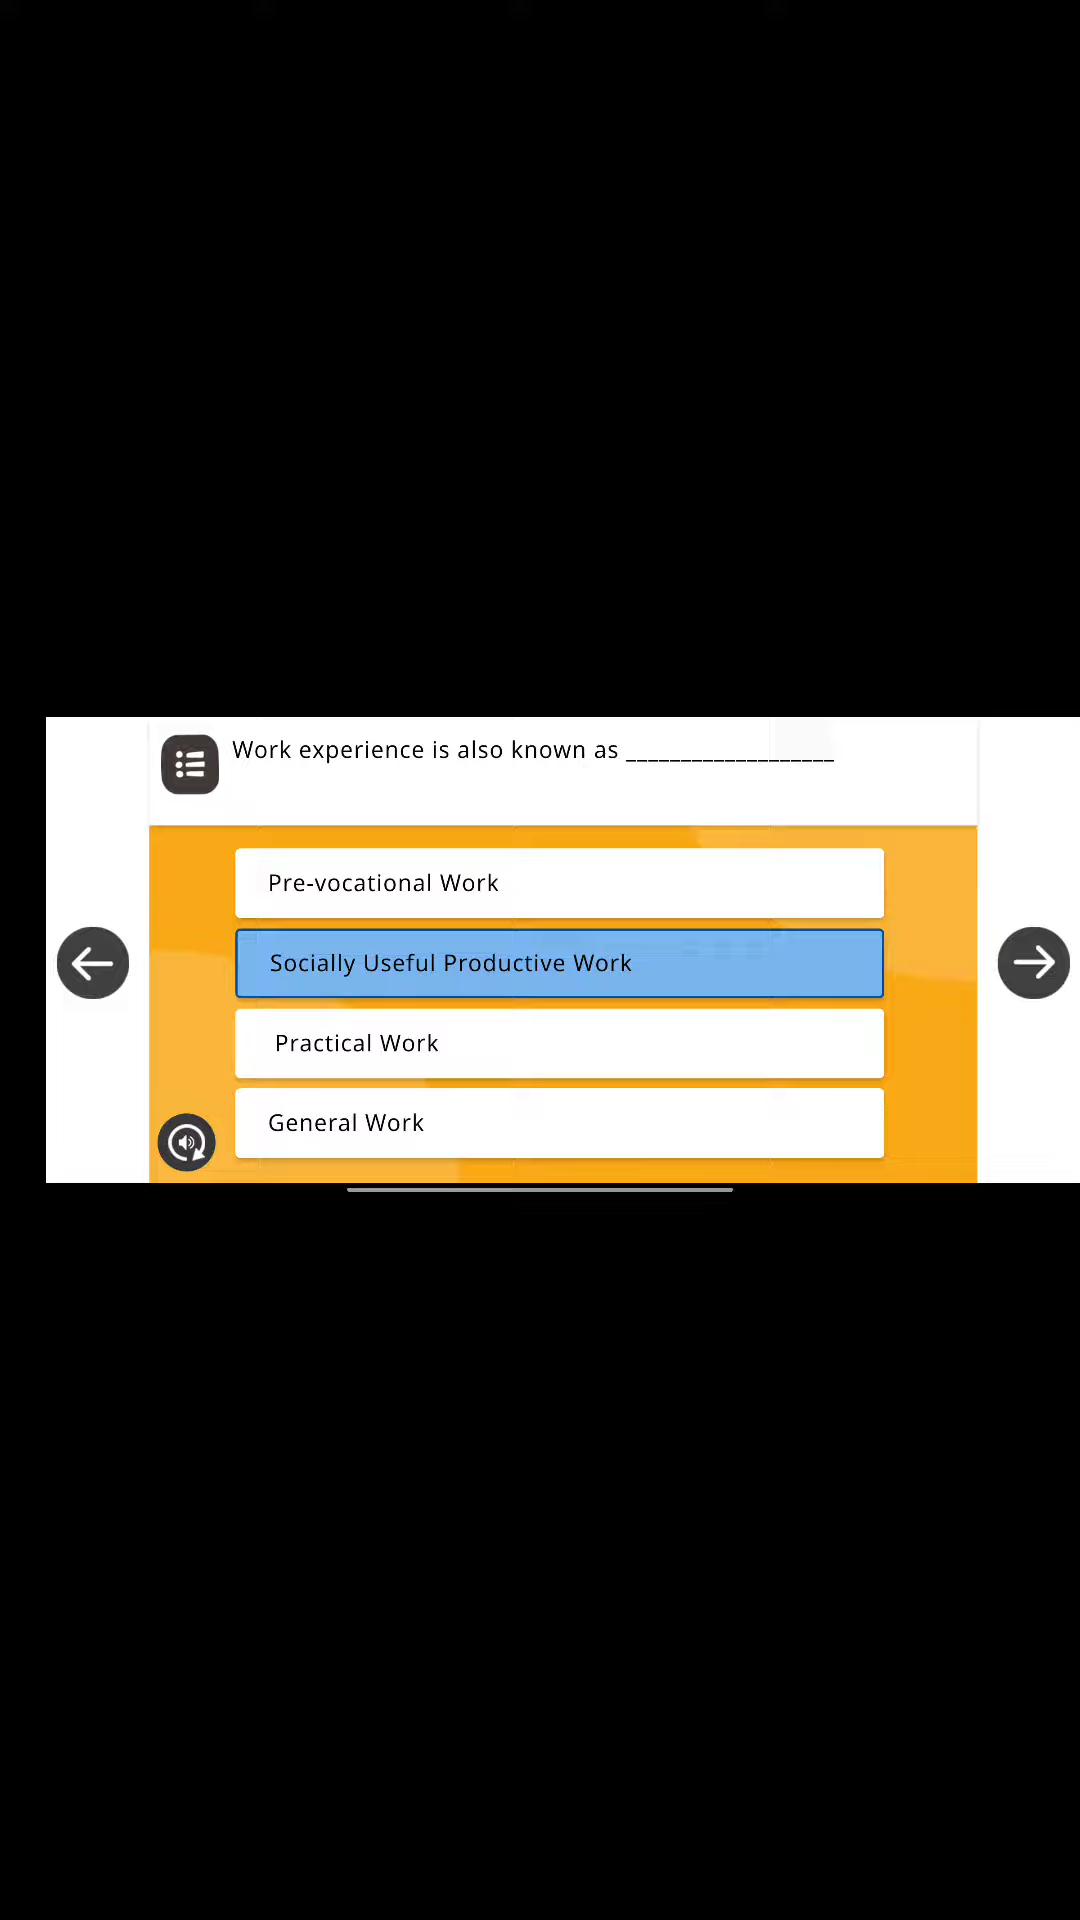 Work experience is also known as ___________________
Pre-vocational Work
Socially Useful Productive Work
Practical Work
General Work